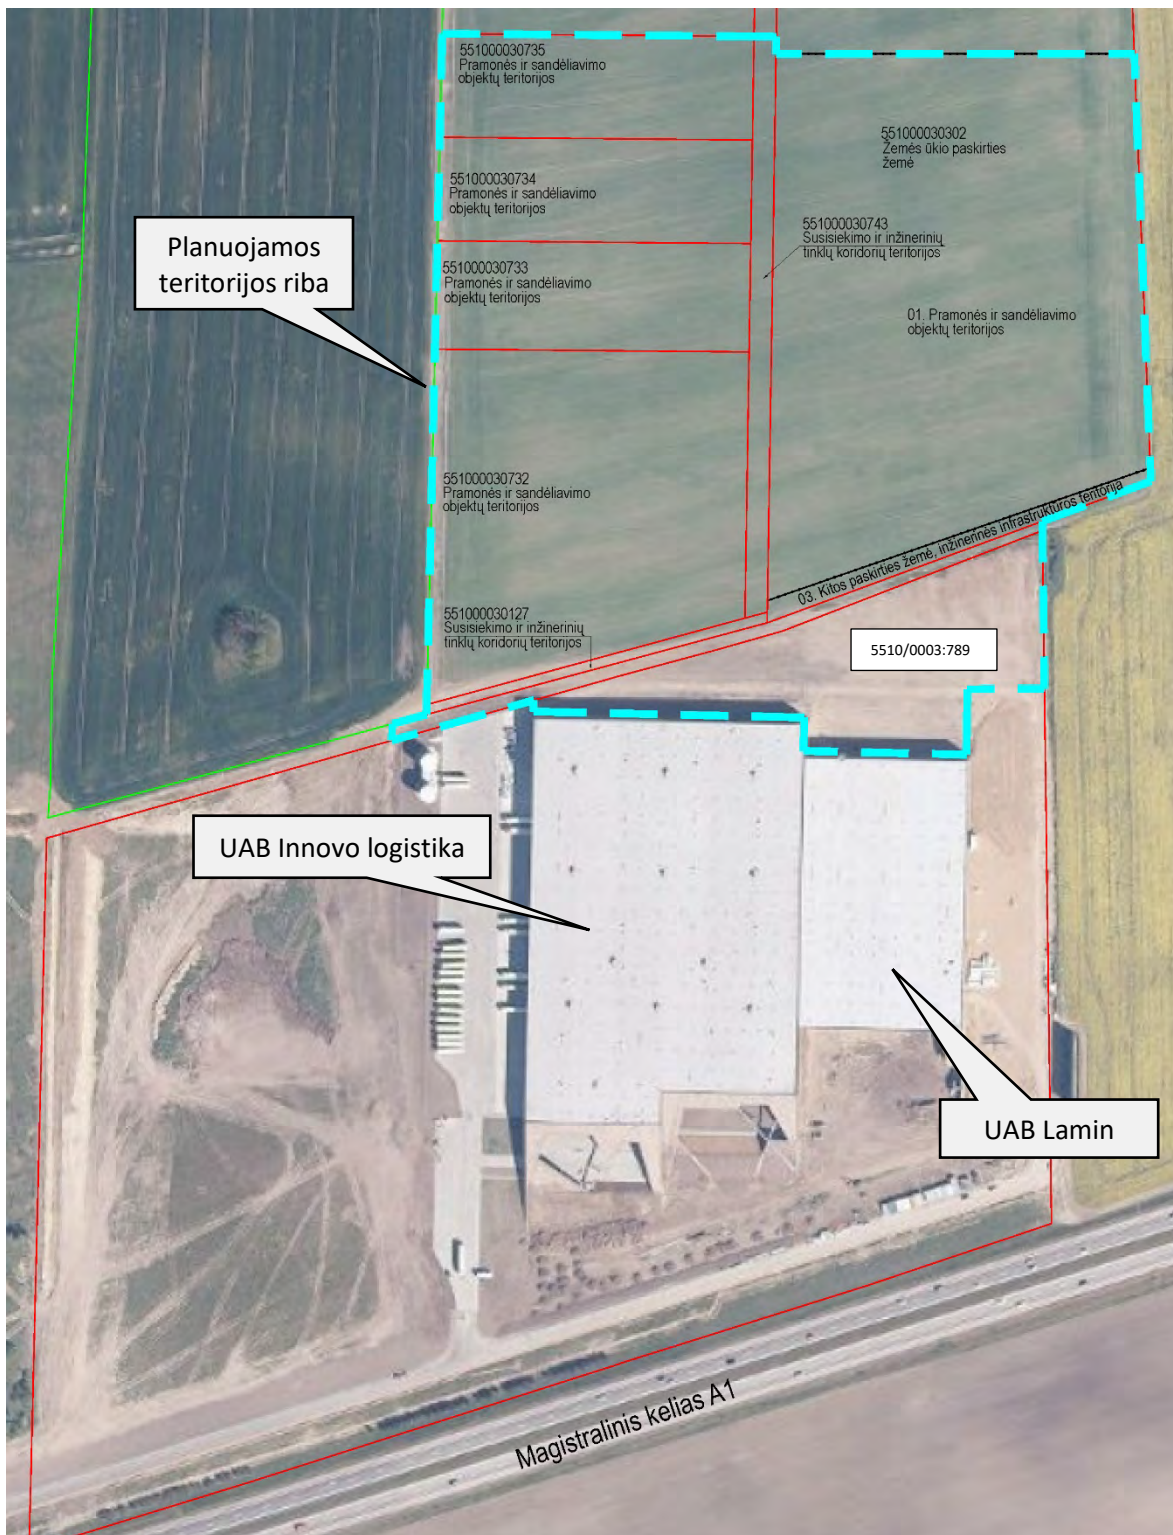 551000030735
Pramonės ir sandėliavimo
objektų teritorijos
551000030302
Žemės ūkio paskirties
žemė
551000030734
Pramonės ir sandėliavimo
objektų teritorijos
551000030743
Susisiekimo ir inžinerinių
tinklų koridorių teritorijos
Planuojamos
teritorijos riba
551000030733
Pramonės ir sandėliavimo
objektų teritorijos
01. Pramonės ir sandėliavimo
objektų teritorijos
551000030732
Pramonės ir sandėliavimo
objektų teritorijos
03. Kitos paskirties žemė, inžinerinės infrastruktūros teritorija
551000030127
Susisiekimo ir inžinerinių
tinklų koridorių teritorijos
5510/0003:789
UAB Innovo logistika
UAB Lamin
Magistralinis kelias A1